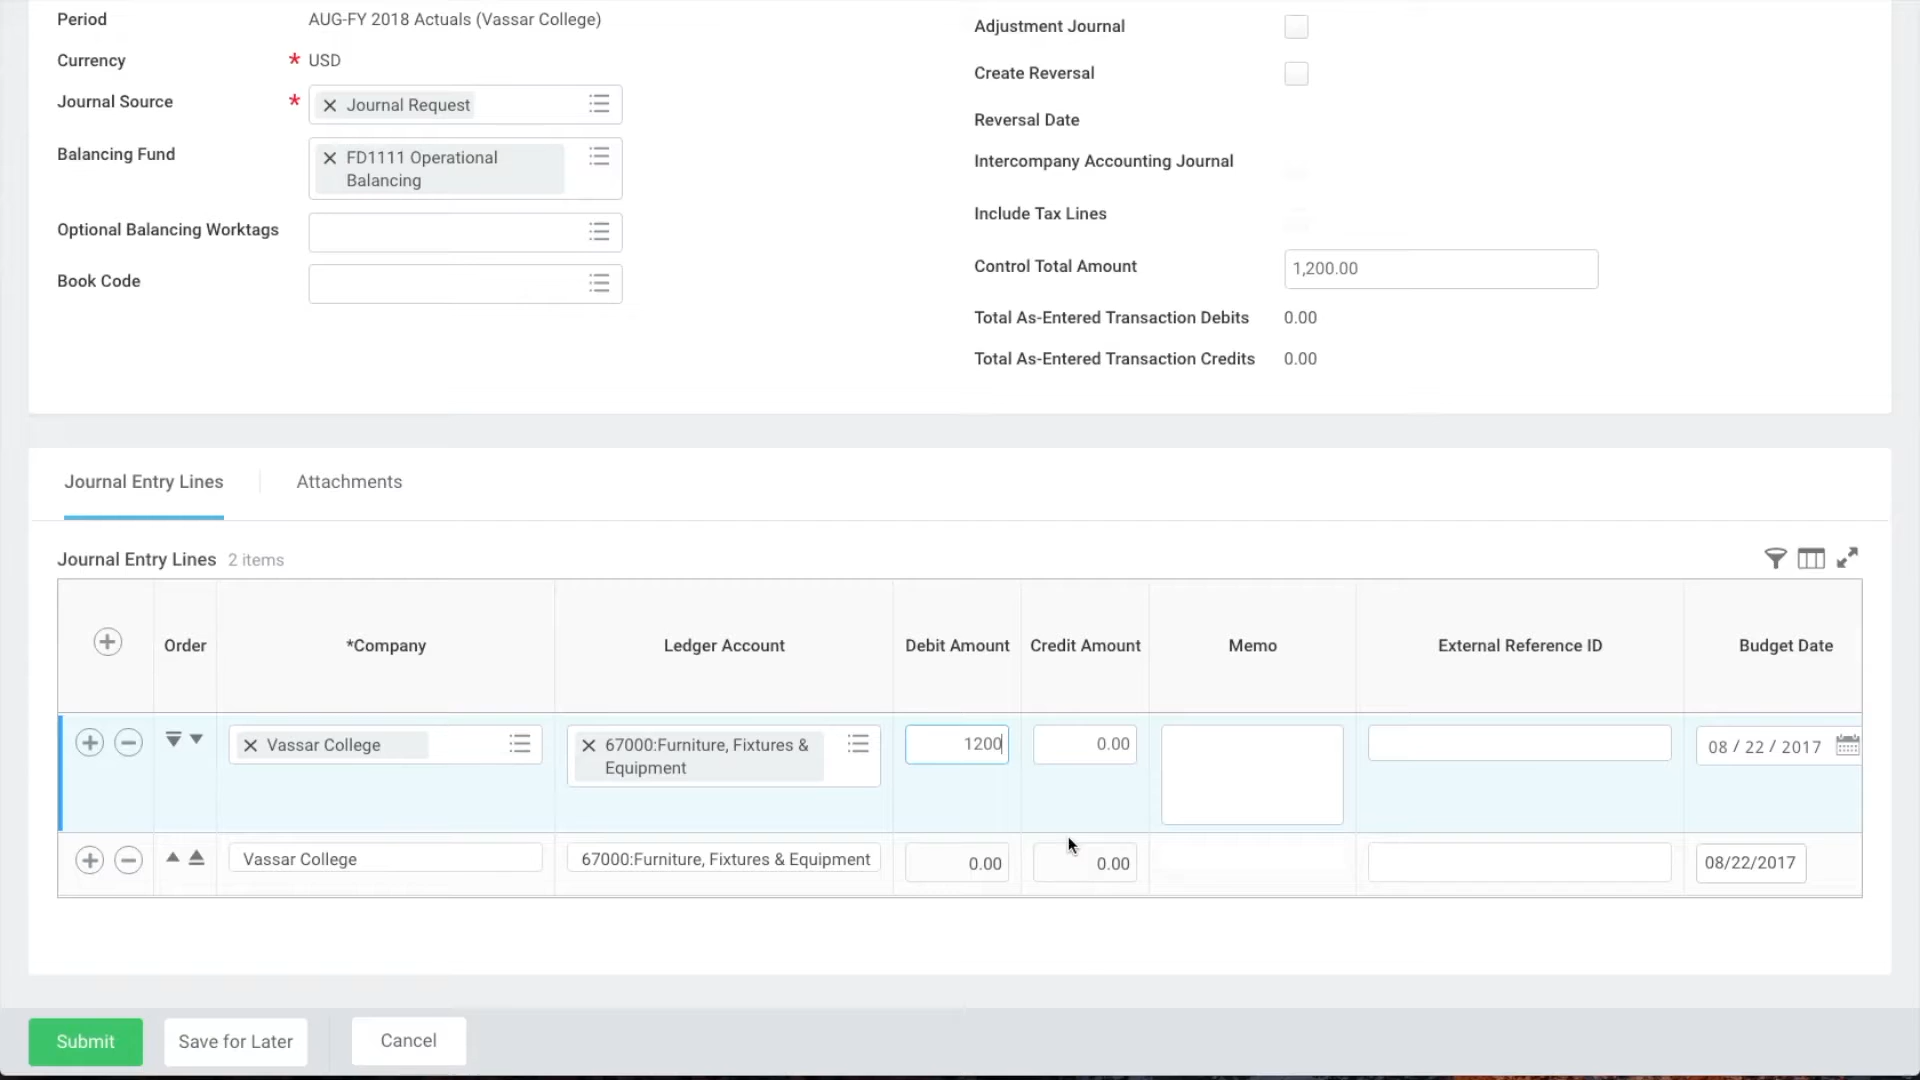 Period
AUG-FY 2018 Actuals (Vassar College)
Currency
* USD
Journal Source
* Journal Request
Balancing Fund
FD1111 Operational
Balancing
Optional Balancing Worktags
Book Code
Adjustment Journal
Create Reversal
Reversal Date
Intercompany Accounting Journal
Include Tax Lines
Control Total Amount
1,200.00
Total As-Entered Transaction Debits
0.00
Total As-Entered Transaction Credits
0.00
Journal Entry Lines
Attachments
Journal Entry Lines 2 items
Order
*Company
Ledger Account
Debit Amount
Credit Amount
Memo
External Reference ID
Budget Date
Vassar College
67000:Furniture, Fixtures &
Equipment
1200
0.00
08 / 22 / 2017
Vassar College
67000:Furniture, Fixtures & Equipment
0.00
0.00
08/22/2017
Submit
Save for Later
Cancel